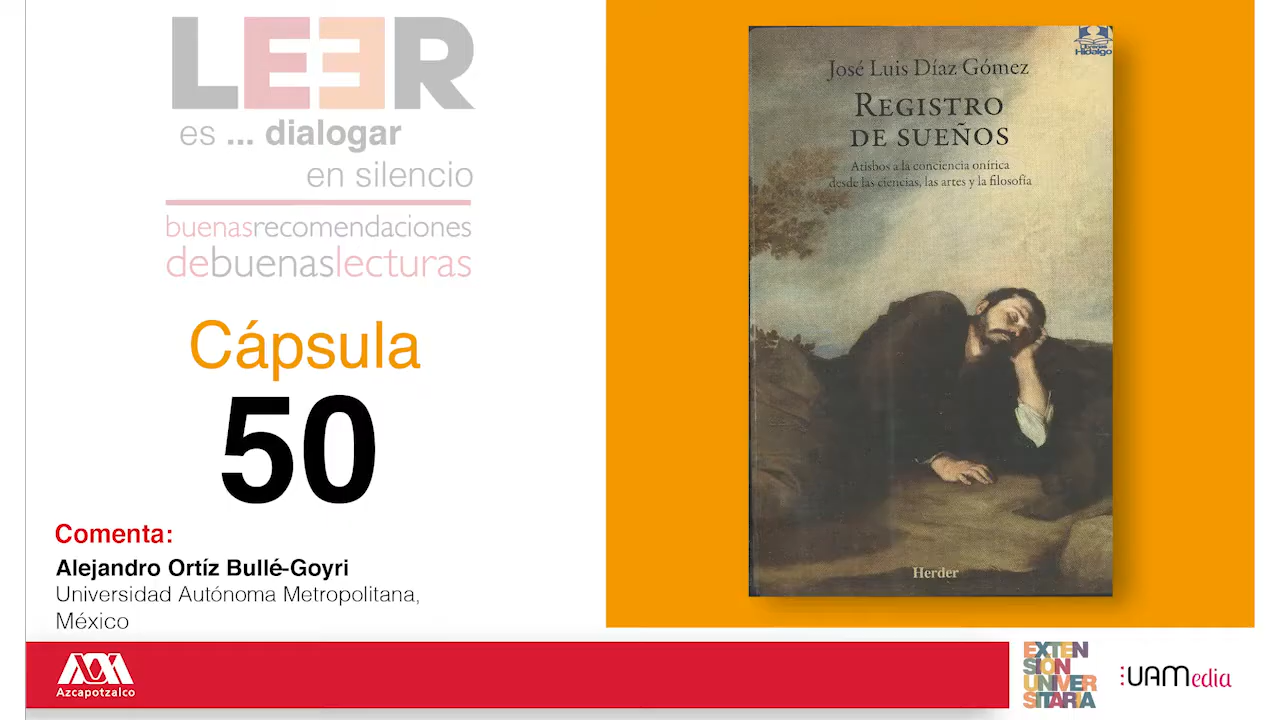 LEER
es ... dialogar
en silencio
buenasrecomendaciones
debuenaslecturas
Cápsula
50
Comenta:
Alejandro Ortíz Bullé-Goyri
Universidad Autónoma Metropolitana,
México
Librerías
Hidalgo
José Luis Díaz Gómez
REGISTRO
DE SUEÑOS
Atisbos a la conciencia onírica
desde las ciencias, las artes y la filosofía
Herder
Azcapotzalco
EXTEN
SIÓN
UNIVER
SITARIA
UAMedia